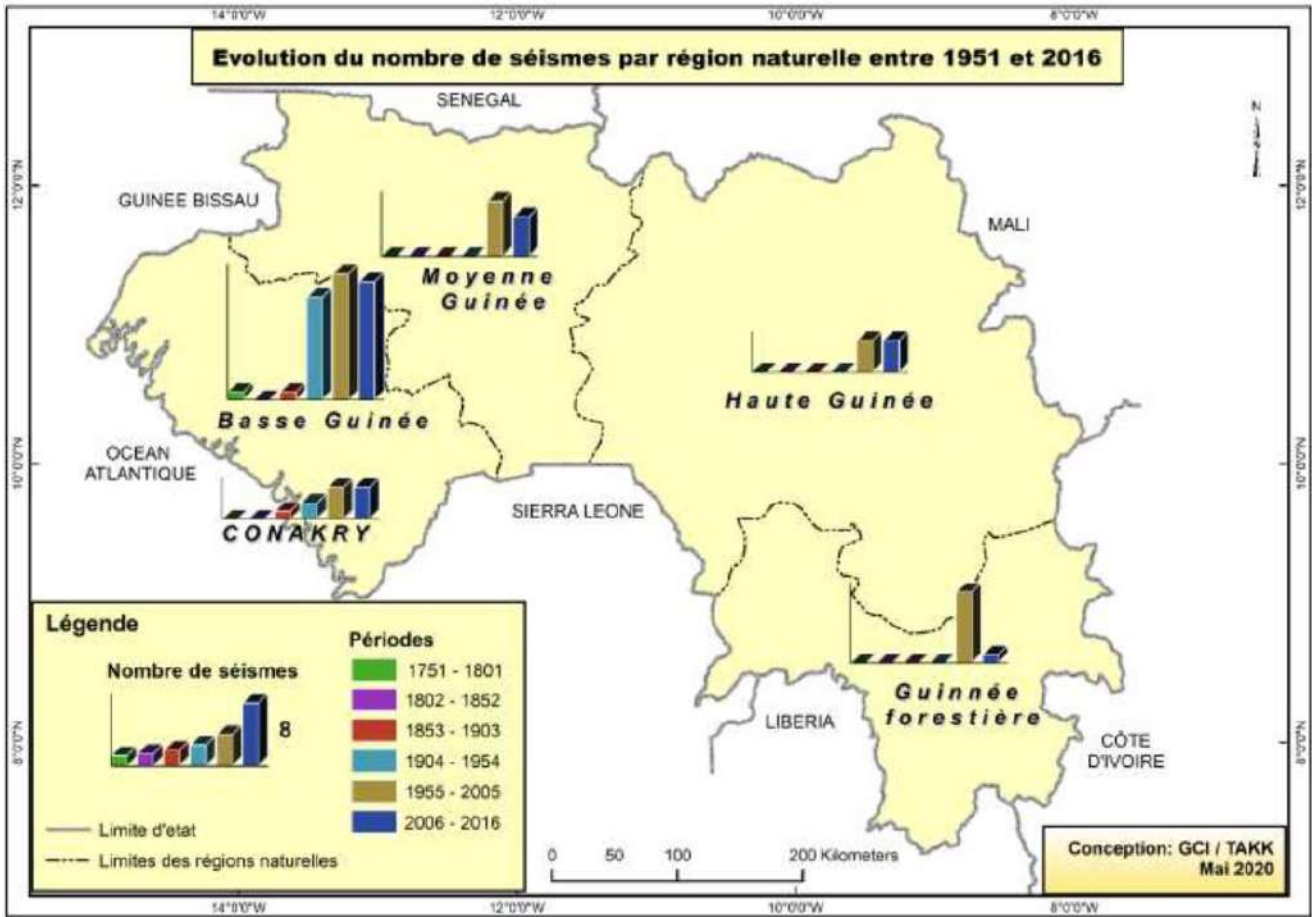 14°0'0"W 12°0'0"W 10°0'0"W 8°0'0"W
Evolution du nombre de séismes par région naturelle entre 1951 et 2016
SENEGAL
N
12°0'0"N
12°0'0"N
GUINEE BISSAU
MALI
Moyenne
Guinée
Basse Guinée
Haute Guinée
OCEAN
ATLANTIQUE
10°0'0"N
10°0'0"N
SIERRA LEONE
CONAKRY
Guinnée
forestière
LIBERIA
CÔTE
D'IVOIRE
8°0'0"N
8°0'0"N
Légende
Nombre de séismes
8
Périodes
1751 - 1801
1802 - 1852
1853 - 1903
1904 - 1954
1955 - 2005
2006 - 2016
Limite d'etat
Limites des régions naturelles
0 50 100 200 Kilometers
Conception: GCI / TAKK
Mai 2020
14°0'0"W 12°0'0"W 10°0'0"W 8°0'0"W